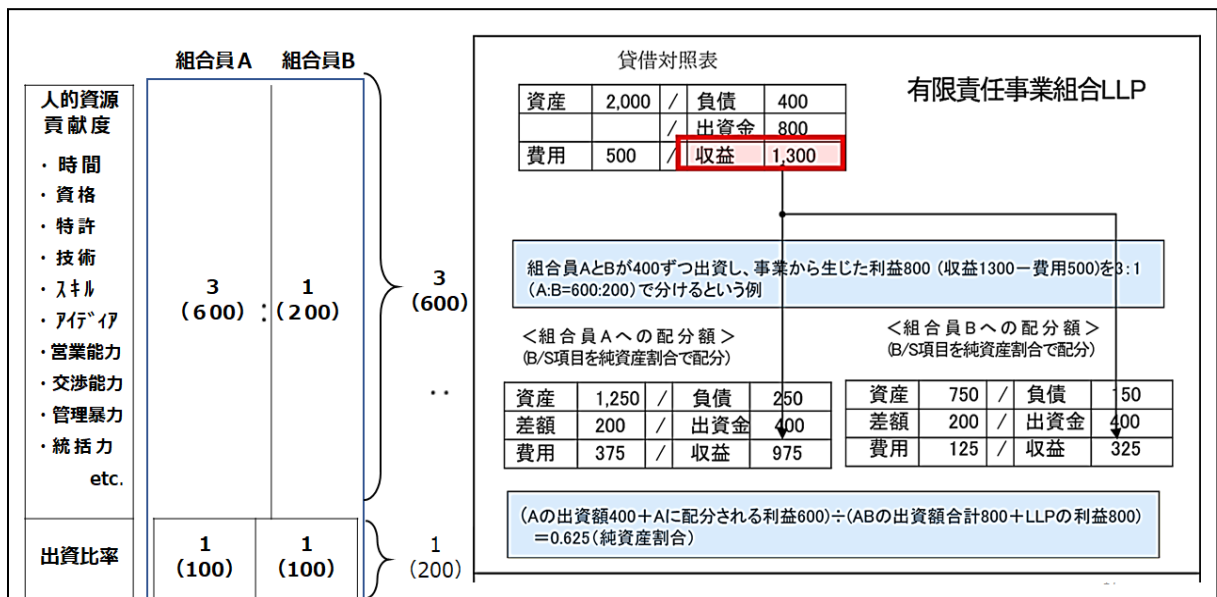 組合員A 組合員B
人的資源
貢献度
・時間
・資格
・特許
・技術
・スキル
・アイディア
・営業能力
・交渉能力
・管理暴力
・統括力
etc.
3
(600)
:
1
(200)
3
(600)
:
出資比率
1
(100)
1
(100)
1
(200)
貸借対照表
有限責任事業組合LLP
資産 2,000 / 負債 400
/ 出資金 800
費用 500 / 収益 1,300
組合員AとBが400ずつ出資し、事業から生じた利益800 (収益1300－費用500)を3:1
(A:B=600:200)で分けるという例
＜組合員Aへの配分額＞
(B/S項目を純資産割合で配分)
資産 1,250 / 負債 250
差額 200 / 出資金 400
費用 375 / 収益 975
＜組合員Bへの配分額＞
(B/S項目を純資産割合で配分)
資産 750 / 負債 150
差額 200 / 出資金 400
費用 125 / 収益 325
(Aの出資額400＋Aに配分される利益600)÷(ABの出資額合計800＋LLPの利益800)
＝0.625(純資産割合)